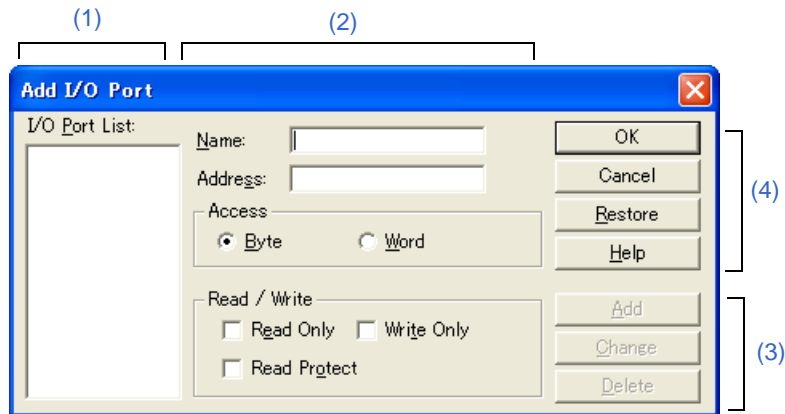 (1)
(2)
Add I/O Port
I/O Port List:
Name:
Address:
Access
Byte
Word
Read / Write
Read Only
Write Only
Read Protect
OK
Cancel
Restore
Help
(4)
Add
Change
Delete
(3)